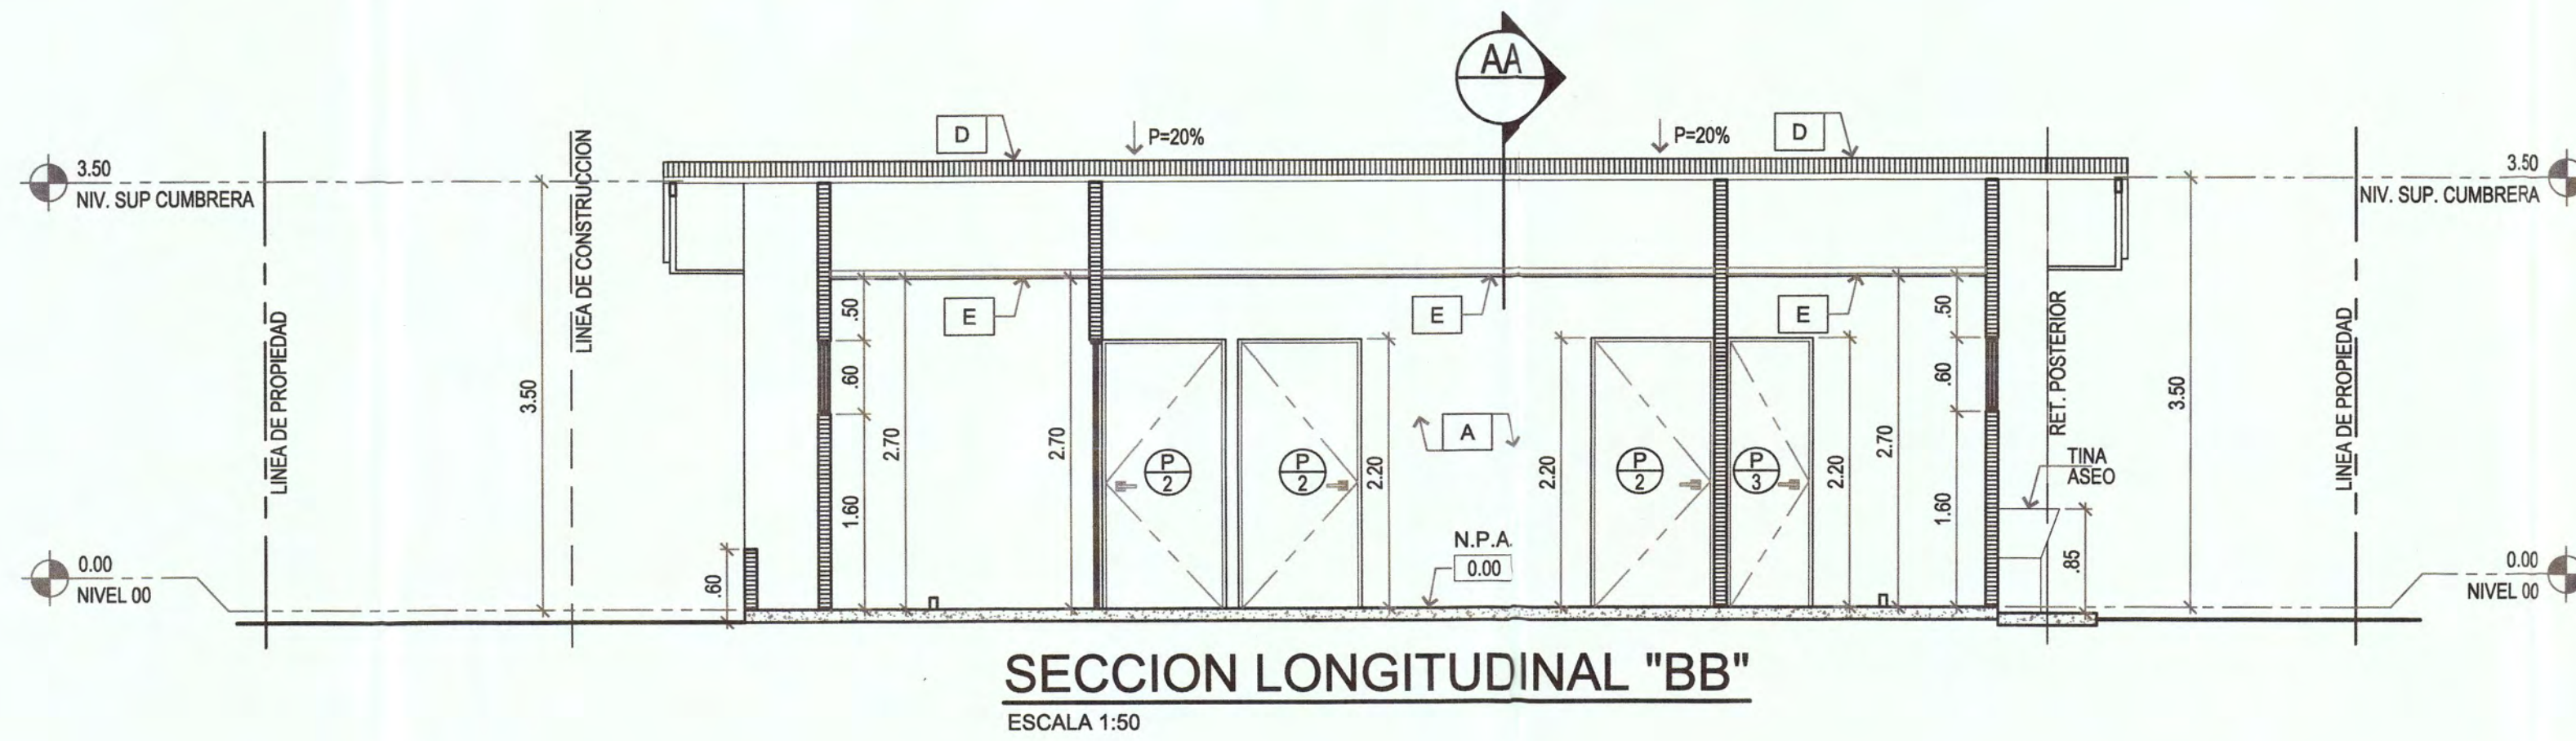 AA
D
P=20%
P=20%
D
3.50
NIV. SUP CUMBRERA
3.50
NIV. SUP. CUMBRERA
LINEA DE PROPIEDAD
LINEA DE CONSTRUCCION
3.50
.50
.60
1.60
2.70
2.70
E
E
E
.50
.60
1.60
2.70
RET. POSTERIOR
3.50
LINEA DE PROPIEDAD
P
2
P
2
2.20
A
2.20
P
2
P
3
2.20
TINA
ASEO
.85
N.P.A.
0.00
.60
0.00
NIVEL 00
0.00
NIVEL 00
SECCION LONGITUDINAL "BB"
ESCALA 1:50